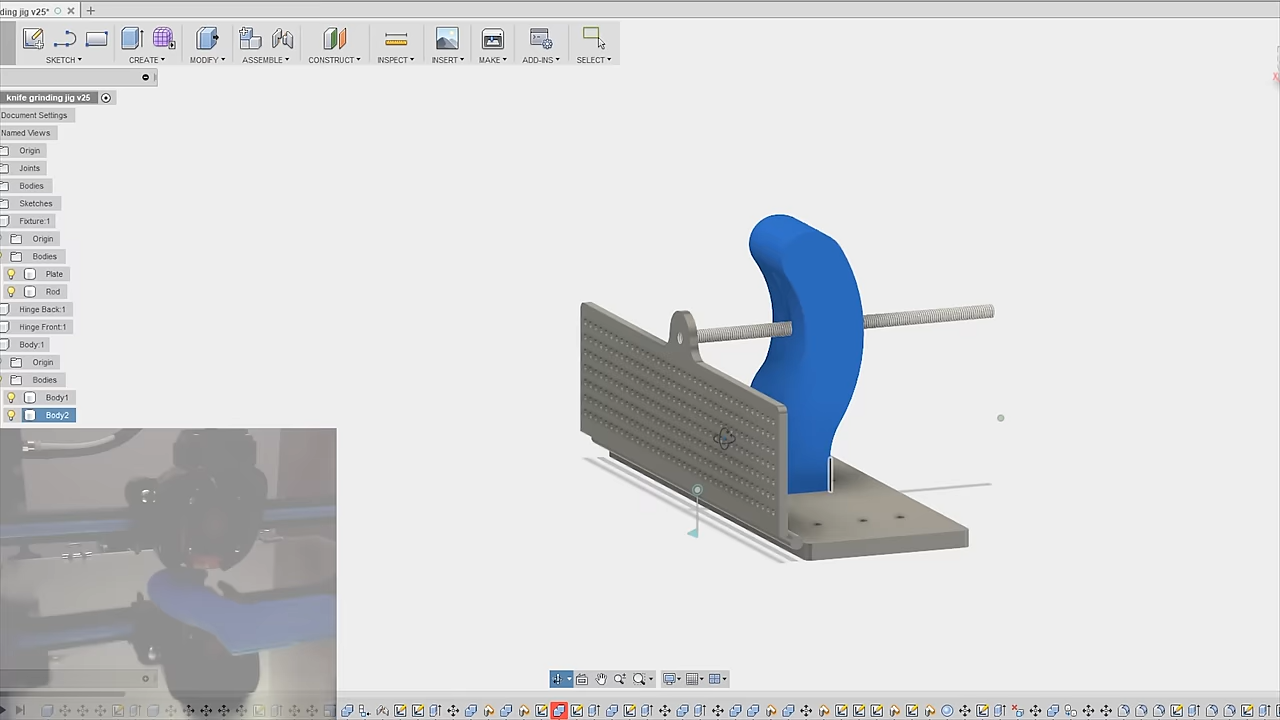 ding jig v25*
SKETCH CREATE MODIFY ASSEMBLE CONSTRUCT INSPECT INSERT MAKE ADD-INS SELECT
knife grinding jig v25
Document Settings
Named Views
Origin
Joints
Bodies
Sketches
Fixture:1
Origin
Bodies
Plate
Rod
Hinge Back:1
Hinge Front:1
Body:1
Origin
Bodies
Body1
Body2